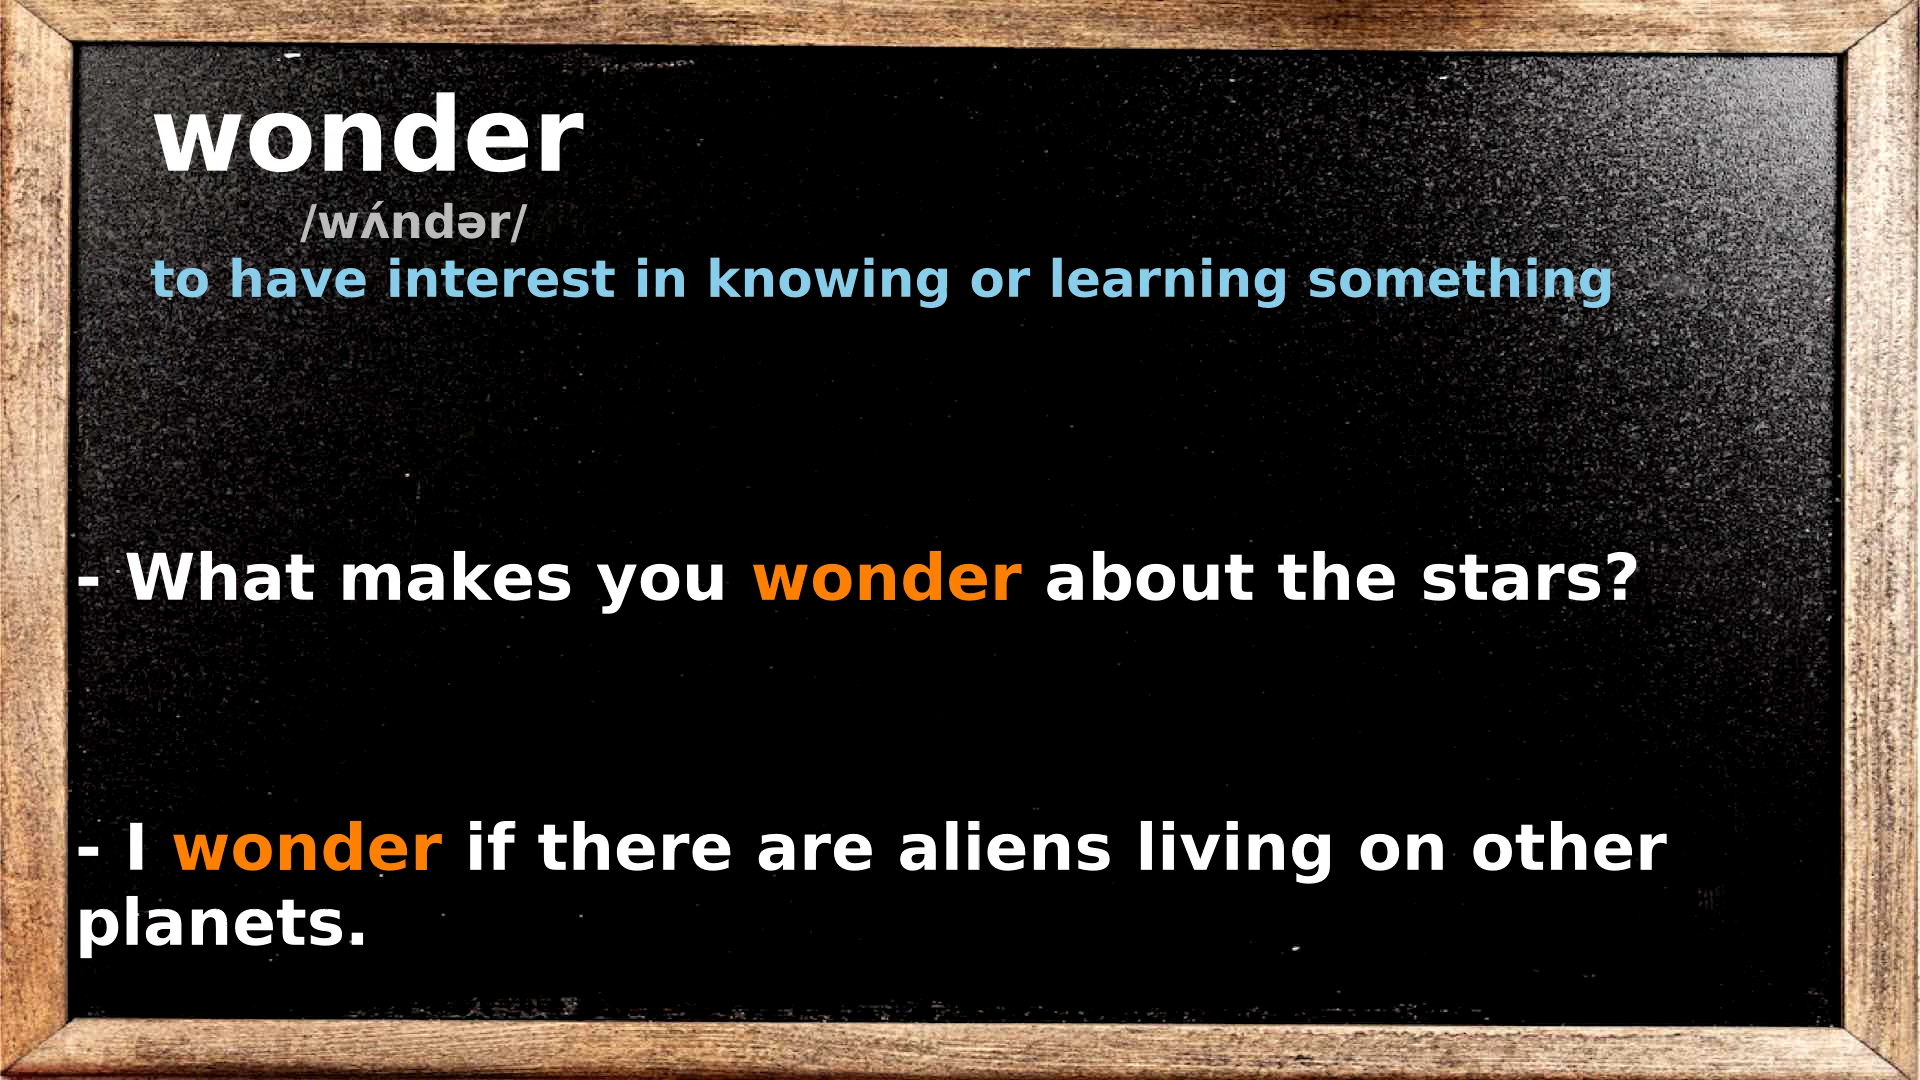 wonder
/wʌ́ndər/
to have interest in knowing or learning something
- What makes you wonder about the stars?
- I wonder if there are aliens living on other
planets.